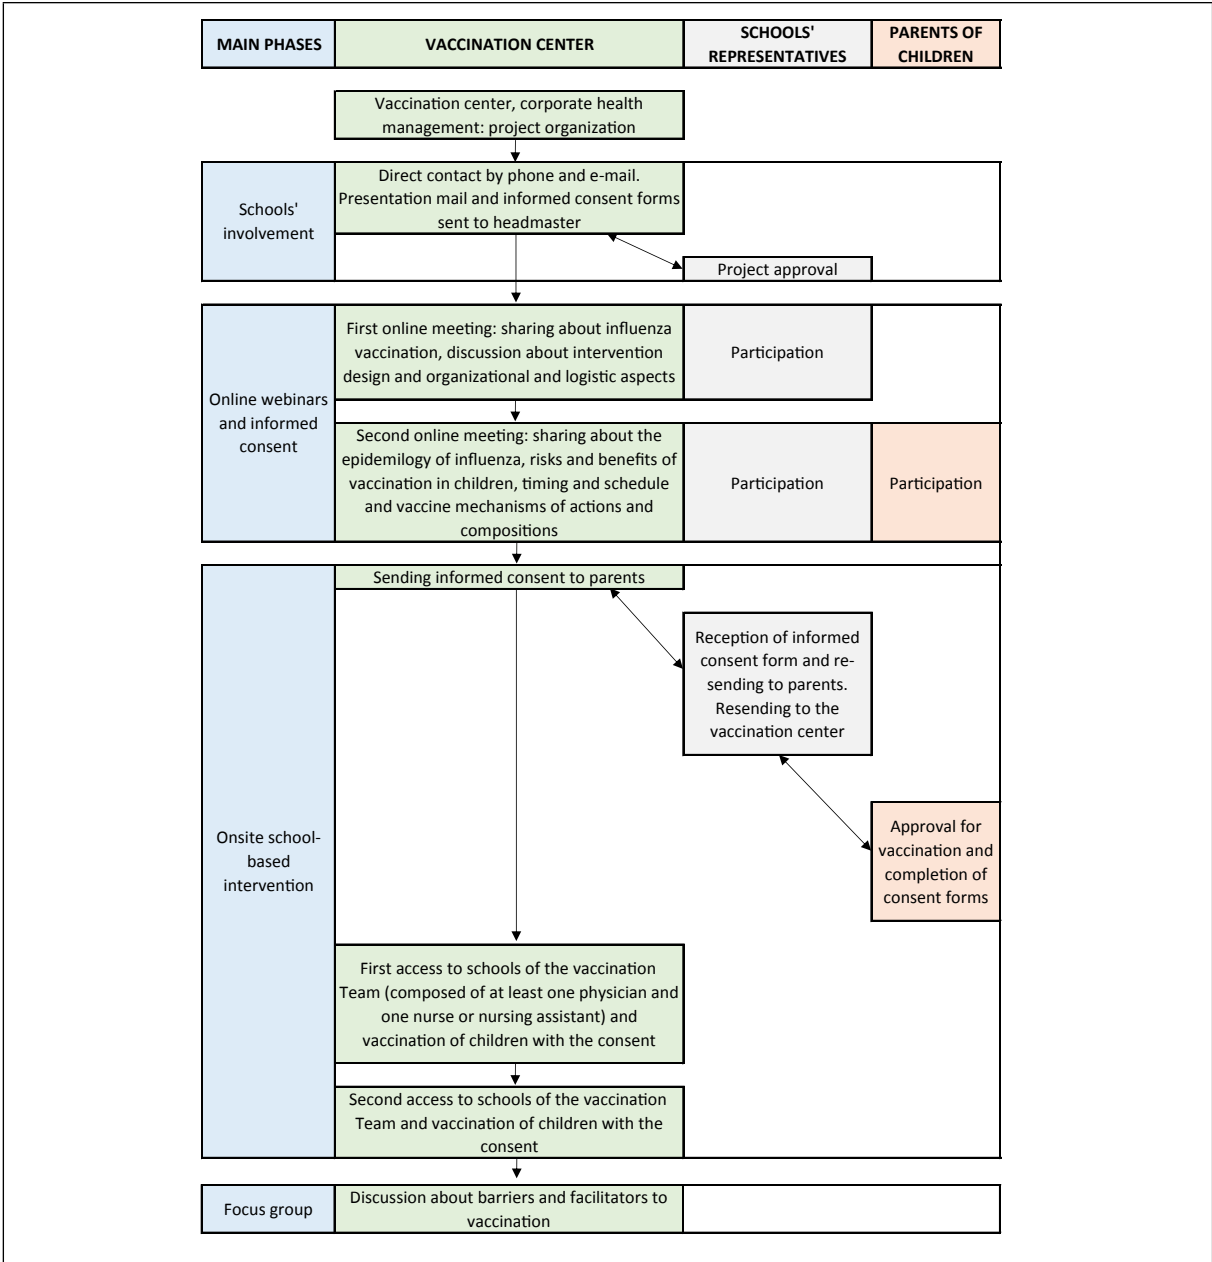 MAIN PHASES
VACCINATION CENTER
SCHOOLS'
REPRESENTATIVES
PARENTS OF
CHILDREN
Vaccination center, corporate health
management: project organization
Schools'
involvement
Direct contact by phone and e-mail.
Presentation mail and informed consent forms
sent to headmaster
Project approval
Online webinars
and informed
consent
First online meeting: sharing about influenza
vaccination, discussion about intervention
design and organizational and logistic aspects
Participation
Second online meeting: sharing about the
epidemilogy of influenza, risks and benefits of
vaccination in children, timing and schedule
and vaccine mechanisms of actions and
compositions
Participation
Participation
Onsite school-
based
intervention
Sending informed consent to parents
Reception of informed
consent form and re-
sending to parents.
Resending to the
vaccination center
Approval for
vaccination and
completion of
consent forms
First access to schools of the vaccination
Team (composed of at least one physician and
one nurse or nursing assistant) and
vaccination of children with the consent
Second access to schools of the vaccination
Team and vaccination of children with the
consent
Focus group
Discussion about barriers and facilitators to
vaccination